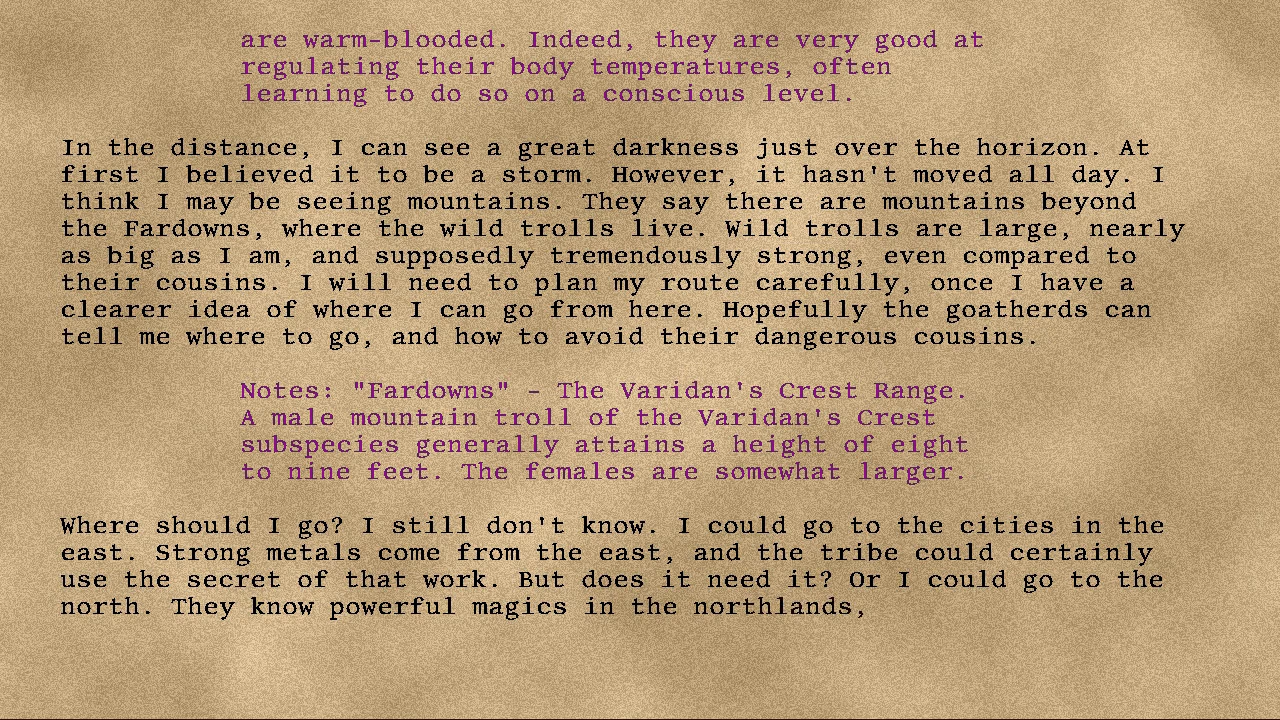 are warm-blooded. Indeed, they are very good at
regulating their body temperatures, often
learning to do so on a conscious level.
In the distance, I can see a great darkness just over the horizon. At
first I believed it to be a storm. However, it hasn't moved all day. I
think I may be seeing mountains. They say there are mountains beyond
the Fardowns, where the wild trolls live. Wild trolls are large, nearly
as big as I am, and supposedly tremendously strong, even compared to
their cousins. I will need to plan my route carefully, once I have a
clearer idea of where I can go from here. Hopefully the goatherds can
tell me where to go, and how to avoid their dangerous cousins.
Notes: "Fardowns" - The Varidan's Crest Range.
A male mountain troll of the Varidan's Crest
subspecies generally attains a height of eight
to nine feet. The females are somewhat larger.
Where should I go? I still don't know. I could go to the cities in the
east. Strong metals come from the east, and the tribe could certainly
use the secret of that work. But does it need it? Or I could go to the
north. They know powerful magics in the northlands,